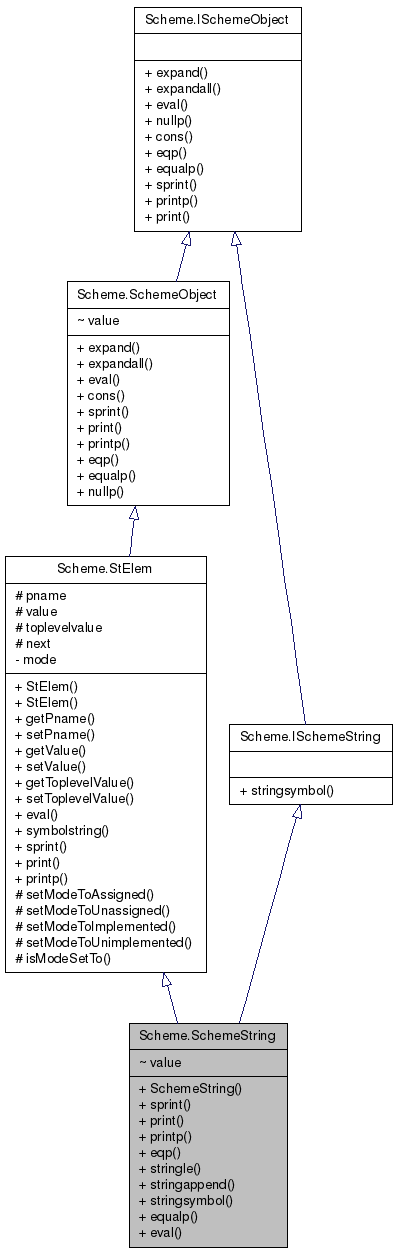 Scheme.ISchemeObject
+ expand()
+ expandall()
+ eval()
+ nullp()
+ cons()
+ eqp()
+ equalp()
+ sprint()
+ printp()
+ print()
Scheme.SchemeObject
~ value
+ expand()
+ expandall()
+ eval()
+ cons()
+ sprint()
+ print()
+ printp()
+ eqp()
+ equalp()
+ nullp()
Scheme.StElem
# pname
# value
# toplevelvalue
# next
- mode
+ StElem()
+ StElem()
+ getPname()
+ setPname()
+ getValue()
+ setValue()
+ getToplevelValue()
+ setToplevelValue()
+ eval()
+ symbolstring()
+ sprint()
+ print()
+ printp()
# setModeToAssigned()
# setModeToUnassigned()
# setModeToImplemented()
# setModeToUnimplemented()
# isModeSetTo()
Scheme.ISchemeString
+ stringsymbol()
Scheme.SchemeString
~ value
+ SchemeString()
+ sprint()
+ print()
+ printp()
+ eqp()
+ stringle()
+ stringappend()
+ stringsymbol()
+ equalp()
+ eval()